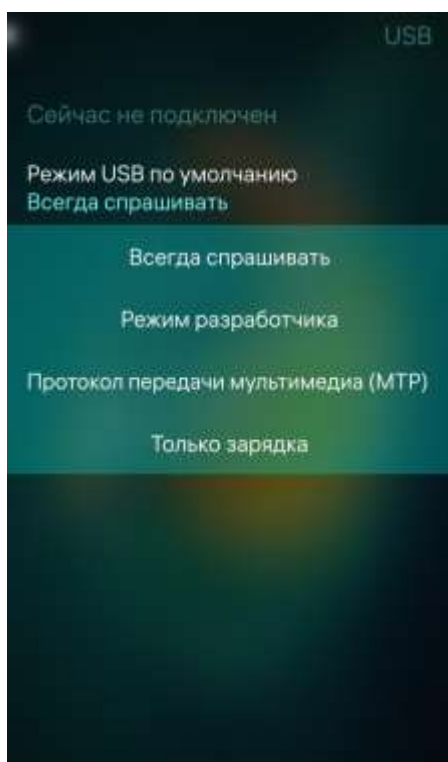 USB
Сейчас не подключен
Режим USB по умолчанию
Всегда спрашивать
Всегда спрашивать
Режим разработчика
Протокол передачи мультимедиа (MTP)
Только зарядка